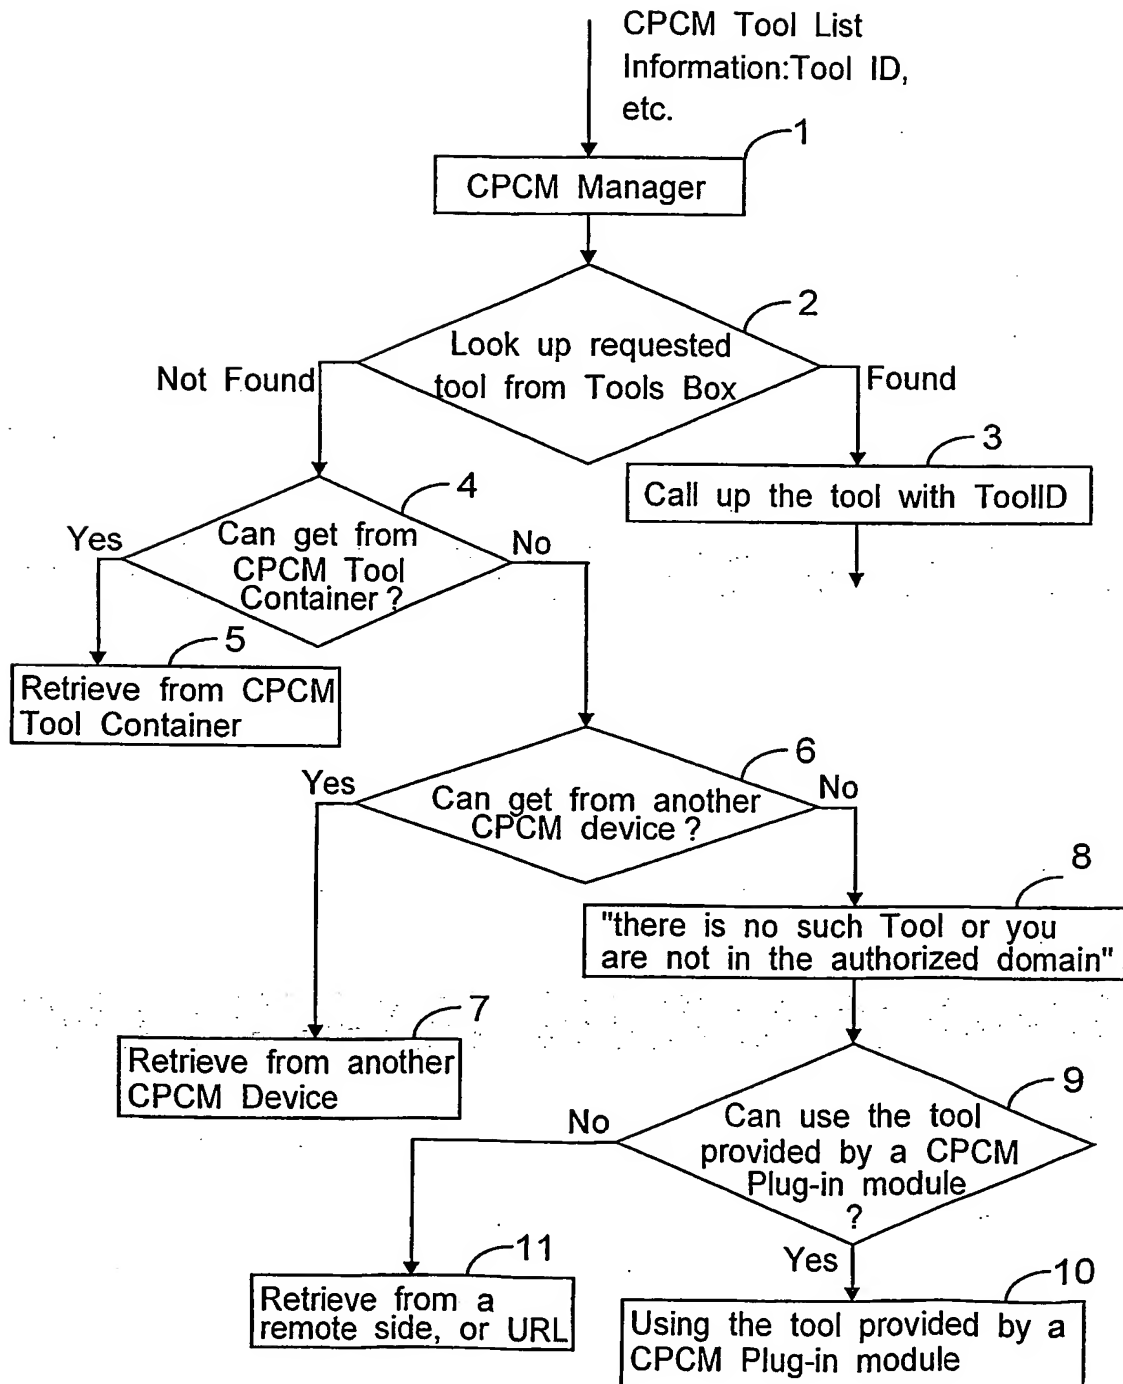 CPCM Tool List
Information:Tool ID,
etc.
1
CPCM Manager
2
Look up requested
tool from Tools Box
Not Found
Found
3
Call up the tool with ToolID
4
Can get from
CPCM Tool
Container ?
Yes
No
5
Retrieve from CPCM
Tool Container
6
Can get from another
CPCM device ?
Yes
No
8
"there is no such Tool or you
are not in the authorized domain"
7
Retrieve from another
CPCM Device
9
Can use the tool
provided by a CPCM
Plug-in module
?
No
Yes
11
Retrieve from a
remote side, or URL
10
Using the tool provided by a
CPCM Plug-in module